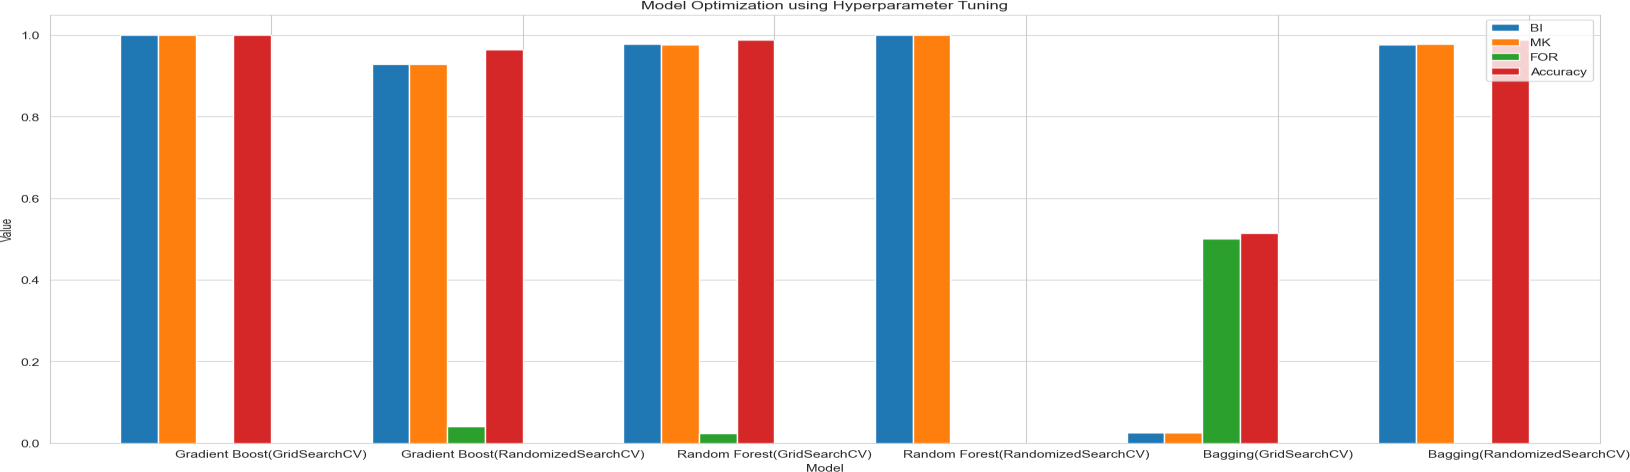 Model Optimization using Hyperparameter Tuning
BI
MK
FOR
Accuracy
1.0
0.8
0.6
0.4
0.2
0.0
Value
Gradient Boost(GridSearchCV) Gradient Boost(RandomizedSearchCV) Random Forest(GridSearchCV) Random Forest(RandomizedSearchCV) Bagging(GridSearchCV) Bagging(RandomizedSearchCV)
Model